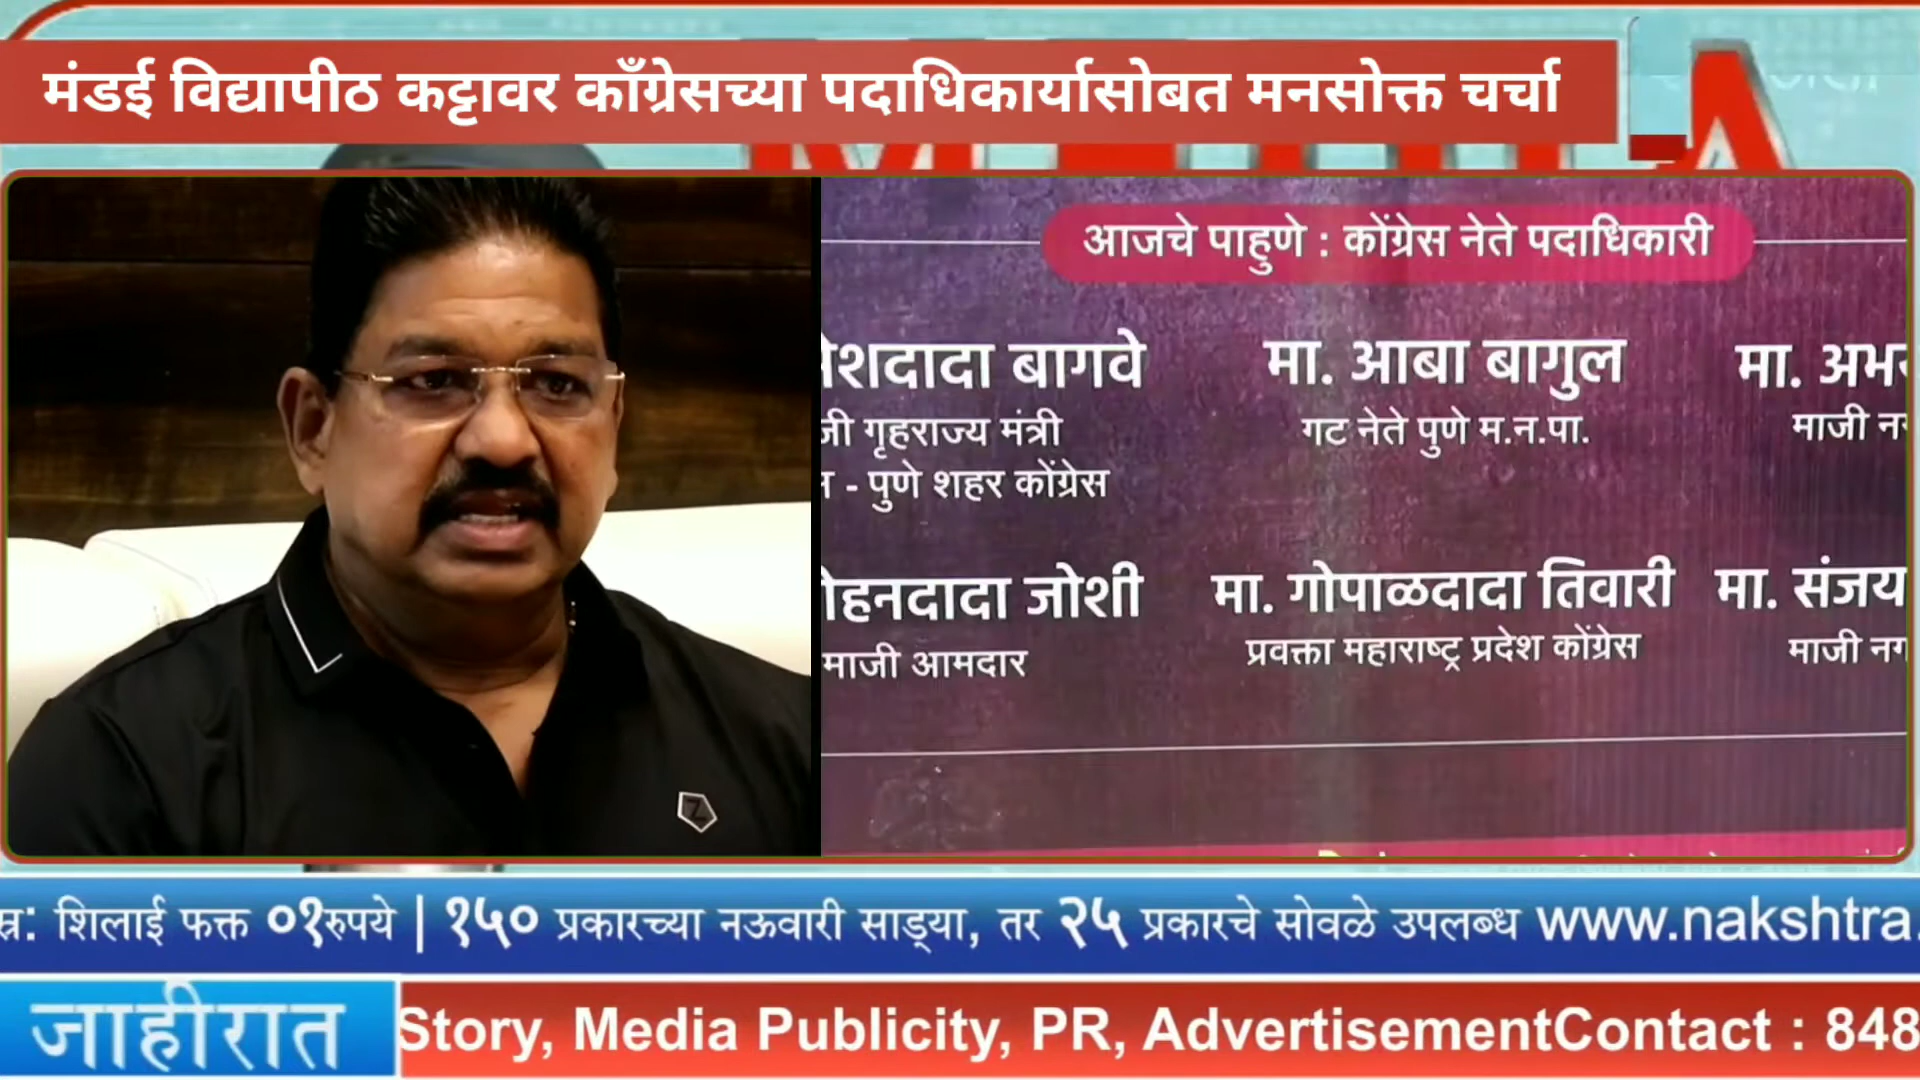 मंडई विद्यापीठ कट्टावर काँग्रेसच्या पदाधिकार्यासोबत मनसोक्त चर्चा
आजचे पाहुणे : कोंग्रेस नेते पदाधिकारी
बागवे मा. आबा बागुल मा.
गृहराज्य मंत्री गट नेते पुणे म.न.पा. माजी
- पुणे शहर कोंग्रेस
जोशी मा. गोपाळदादा तिवारी मा. संजय
माजी आमदार प्रवक्ता महाराष्ट्र प्रदेश कोंग्रेस माजी
शिलाई फक्त ०१रुपये | १५० प्रकारच्या नऊवारी साड्या, तर २५ प्रकारचे सोवळे उपलब्ध www.nakshtra.
जाहीरात Story, Media Publicity, PR, AdvertisementContact : 848